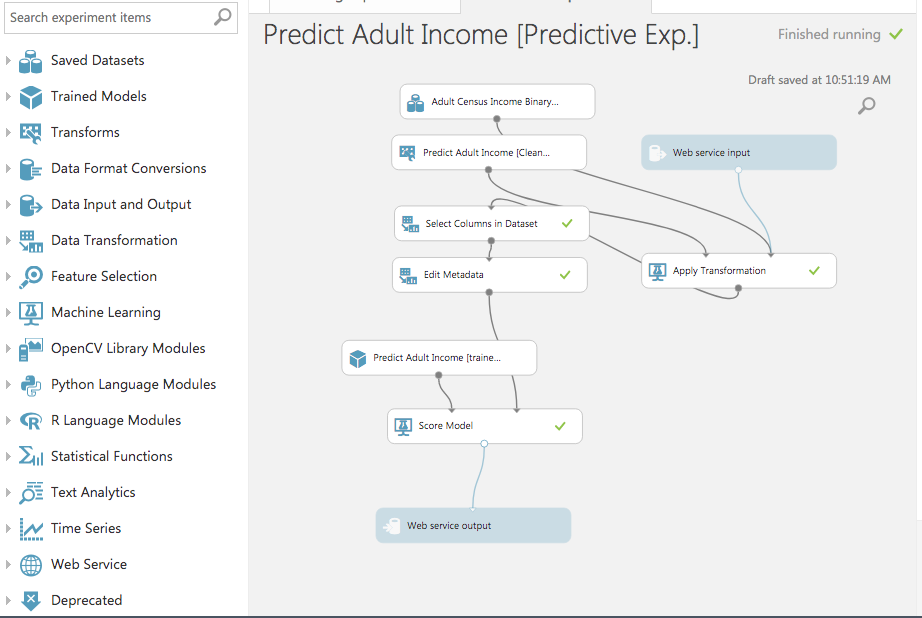 Search experiment items
Saved Datasets
Trained Models
Transforms
Data Format Conversions
Data Input and Output
Data Transformation
Feature Selection
Machine Learning
OpenCV Library Modules
Python Language Modules
R Language Modules
Statistical Functions
Text Analytics
Time Series
Web Service
Deprecated
Predict Adult Income [Predictive Exp.]
Finished running
Draft saved at 10:51:19 AM
Adult Census Income Binary...
Predict Adult Income [Clean...
Web service input
Select Columns in Dataset
Apply Transformation
Edit Metadata
Predict Adult Income [traine...
Score Model
Web service output